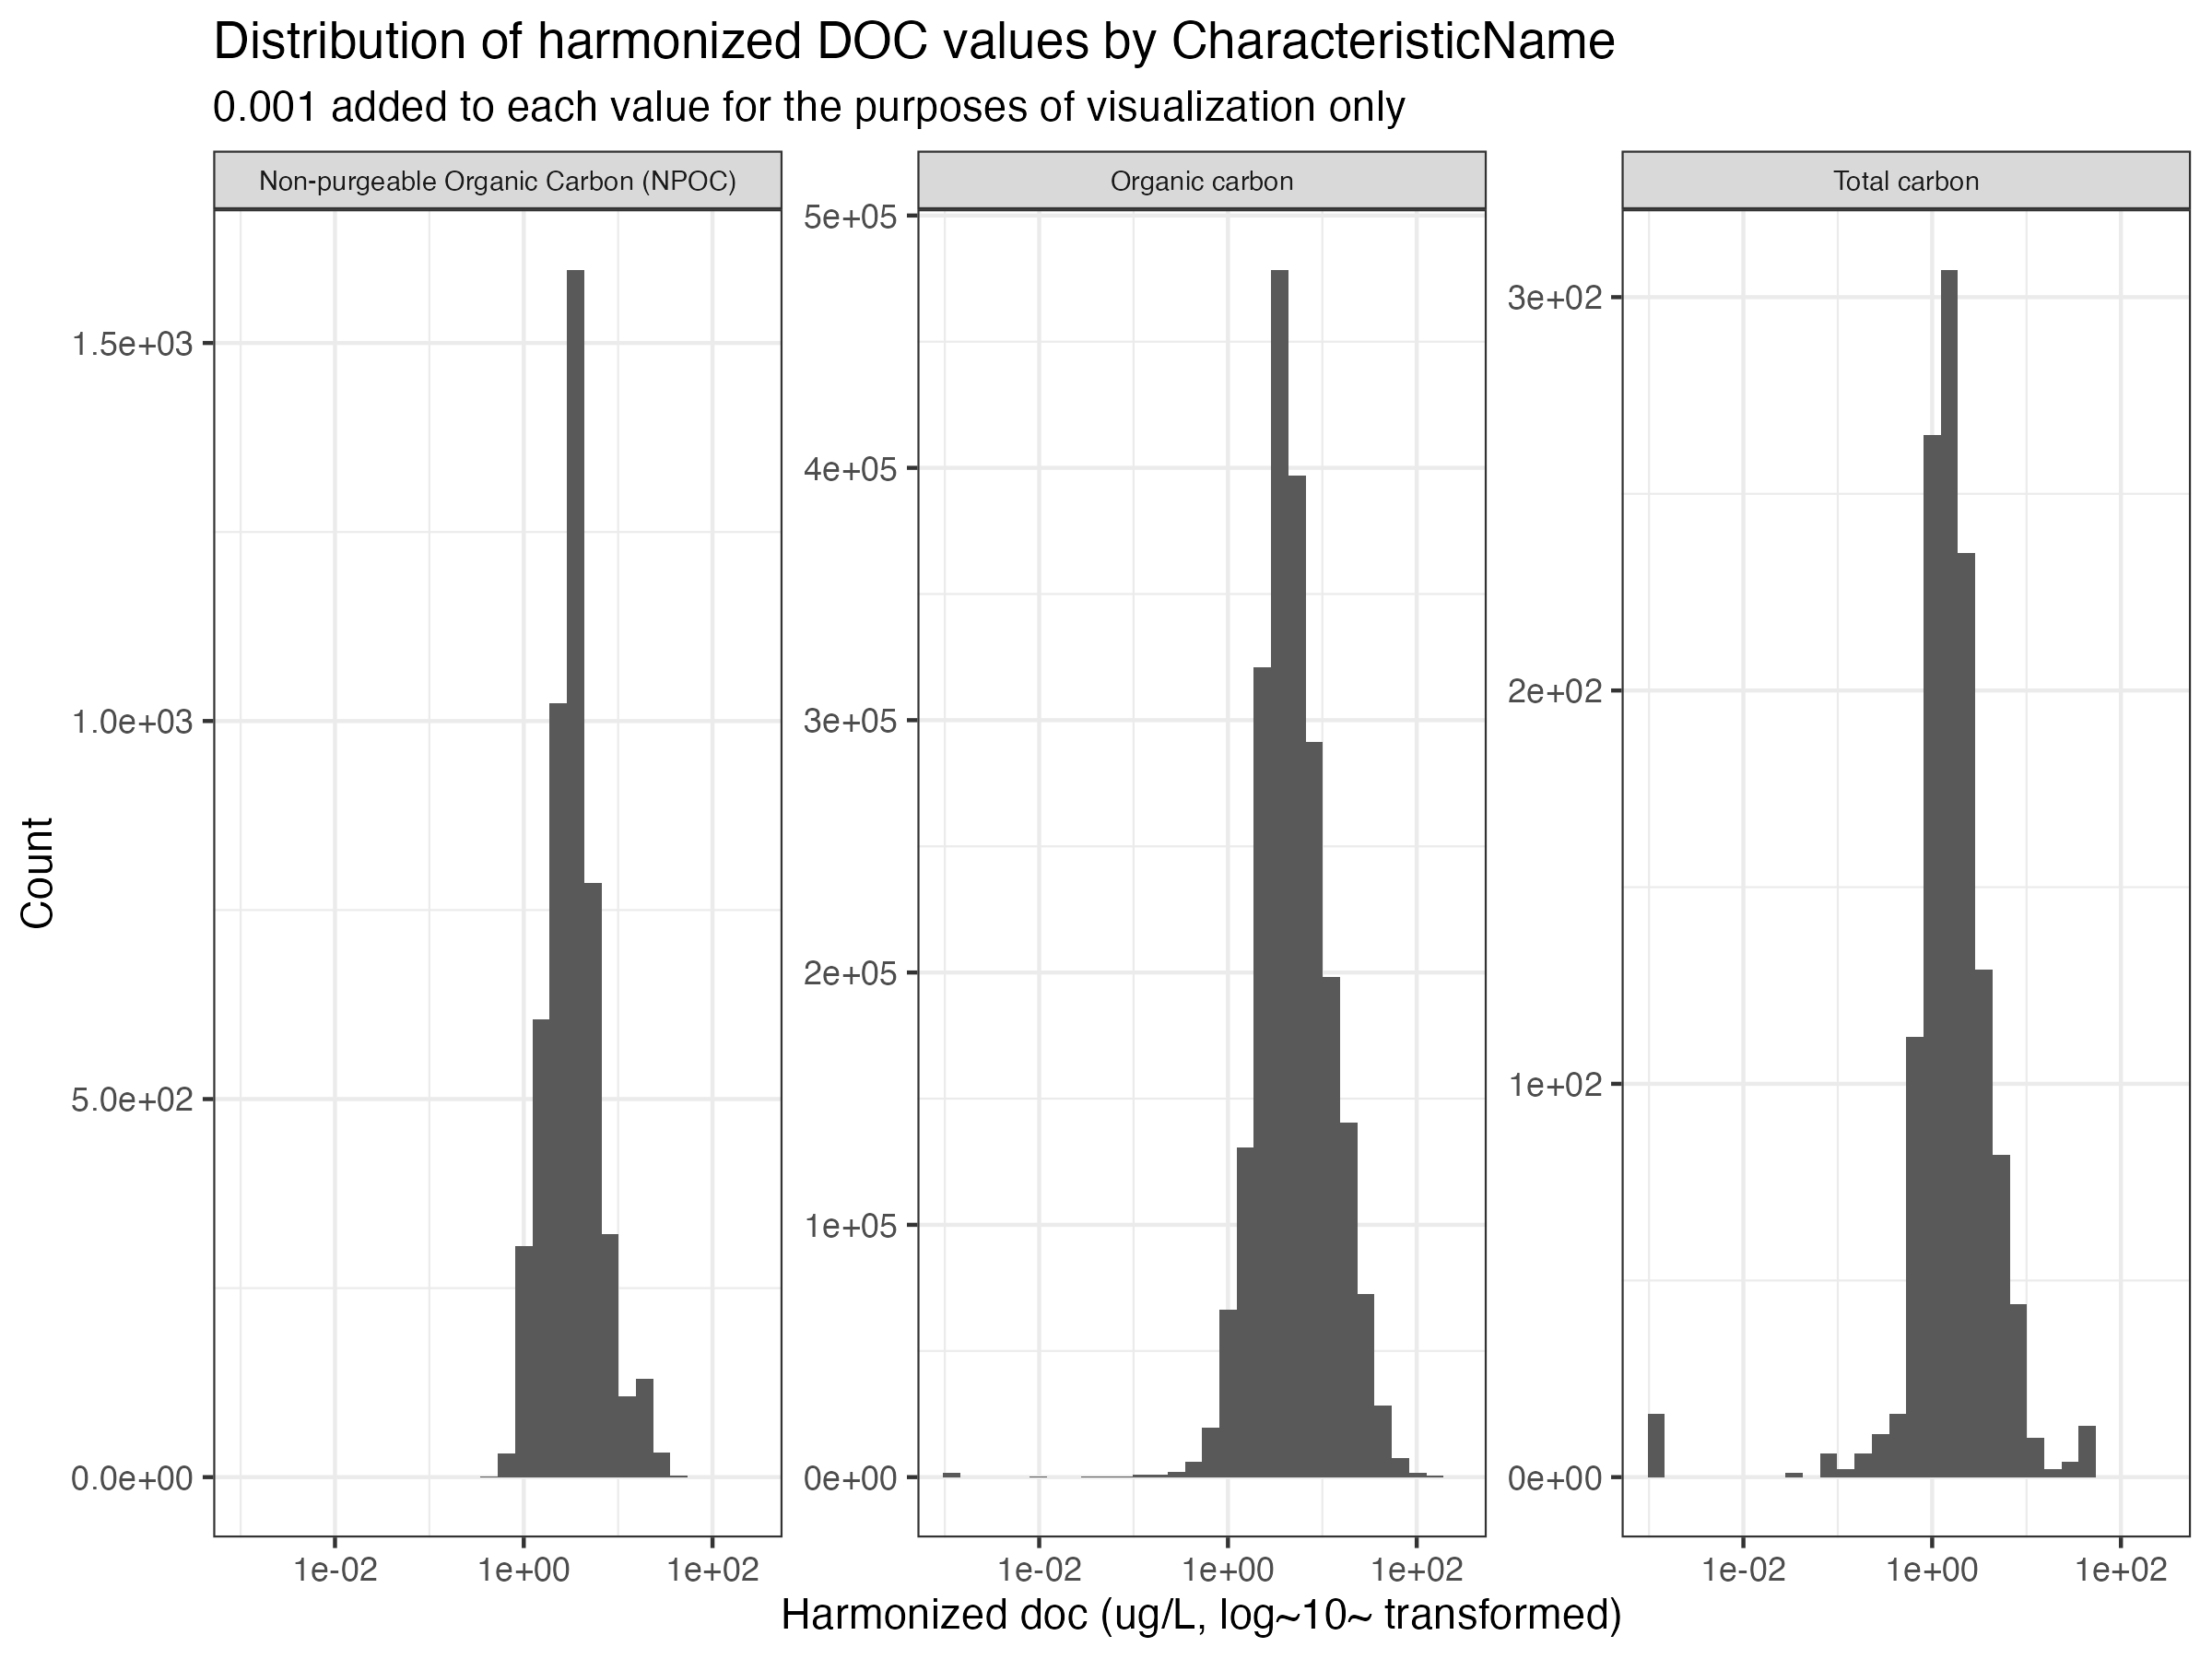 Distribution of harmonized DOC values by CharacteristicName
0.001 added to each value for the purposes of visualization only
Non-purgeable Organic Carbon (NPOC)
Organic carbon
Total carbon
Count
1.5e+03
1.0e+03
5.0e+02
0.0e+00
5e+05
4e+05
3e+05
2e+05
1e+05
0e+00
3e+02
2e+02
1e+02
0e+00
1e-02 1e+00 1e+02
1e-02 1e+00 1e+02
1e-02 1e+00 1e+02
Harmonized doc (ug/L, log~10~ transformed)